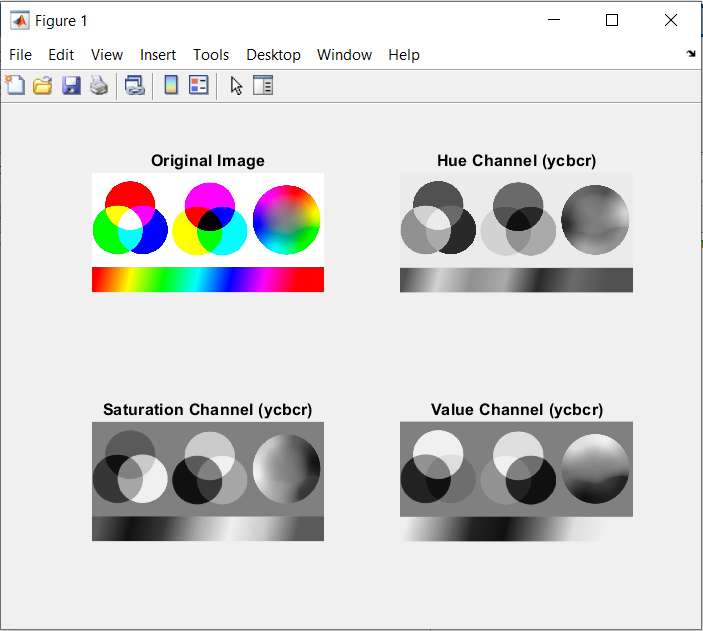 Figure 1
File Edit View Insert Tools Desktop Window Help
Original Image
Hue Channel (ycbcr)
Saturation Channel (ycbcr)
Value Channel (ycbcr)